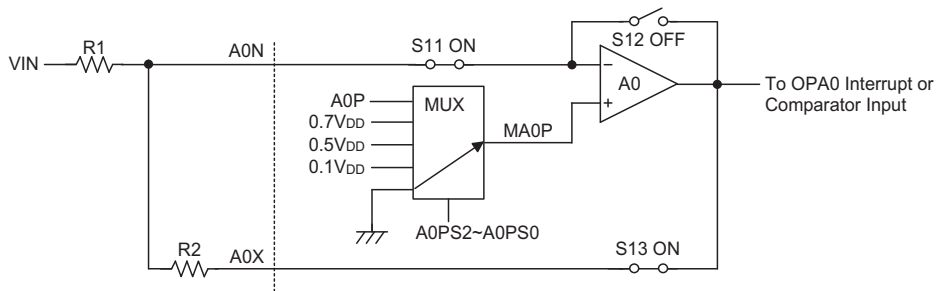 S12 OFF
R1
A0N
S11 ON
VIN
−
A0
+
To OPA0 Interrupt or
Comparator Input
A0P
MUX
0.7VDD
0.5VDD
MA0P
0.1VDD
A0PS2~A0PS0
R2
A0X
S13 ON